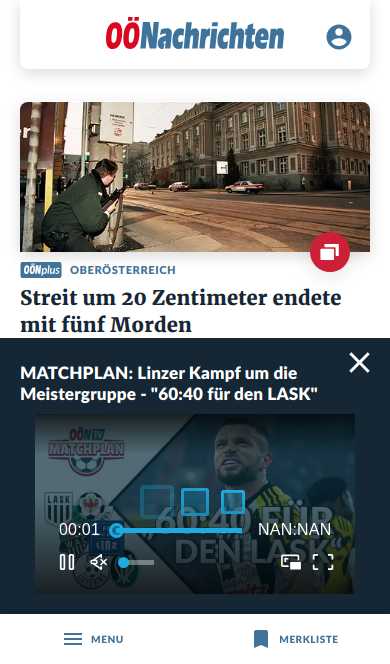 OÖNachrichten
OÖNplus OBERÖSTERREICH
Streit um 20 Zentimeter endete
mit fünf Morden
MATCHPLAN: Linzer Kampf um die
Meistergruppe - "60:40 für den LASK"
OÖN TV
MATCHPLAN
LASK
"60:40 FÜR
DEN LASK"
00:01
NAN:NAN
MENU
MERKLISTE